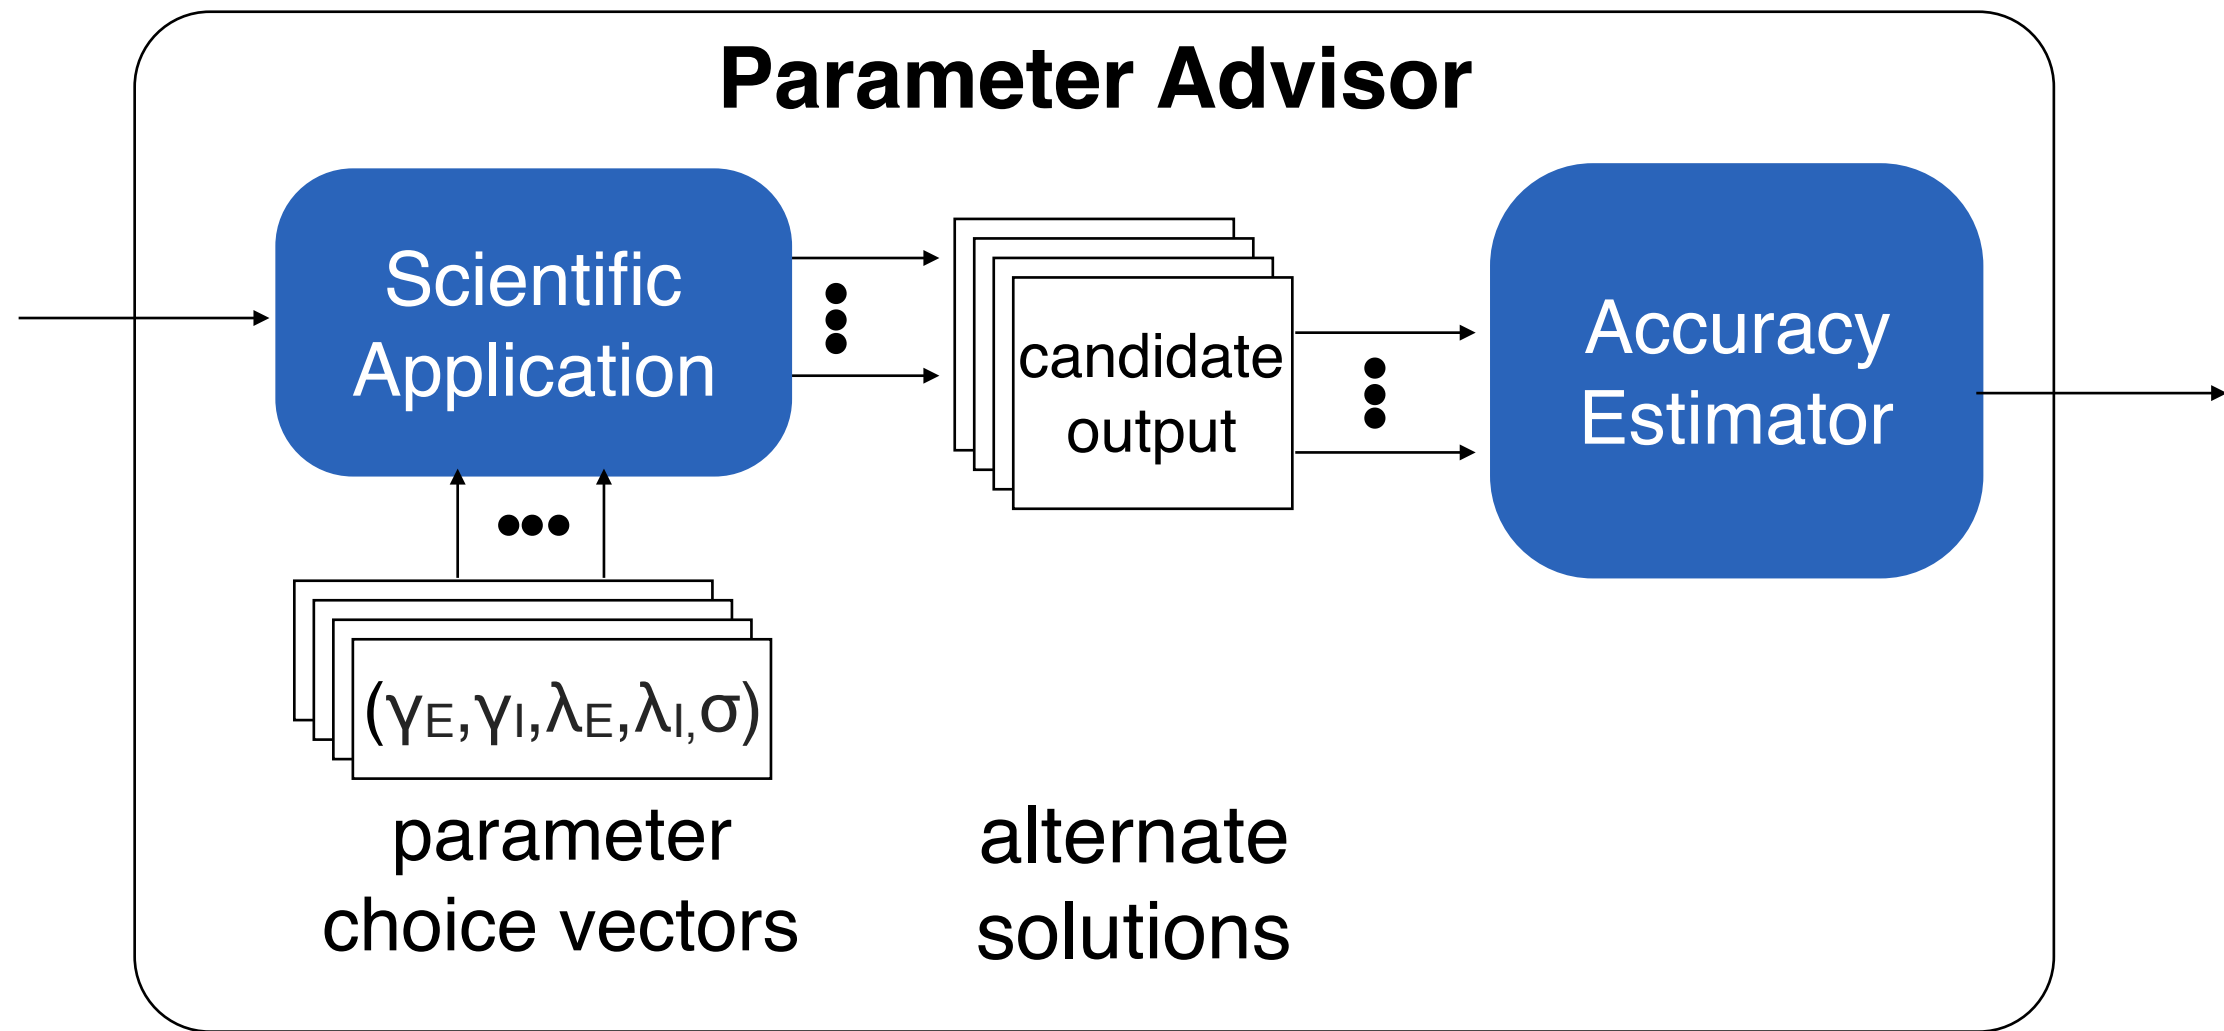 Parameter Advisor
Scientific
Application
candidate
output
Accuracy
Estimator
(γE,γI,λE,λI,σ)
parameter
choice vectors
alternate
solutions